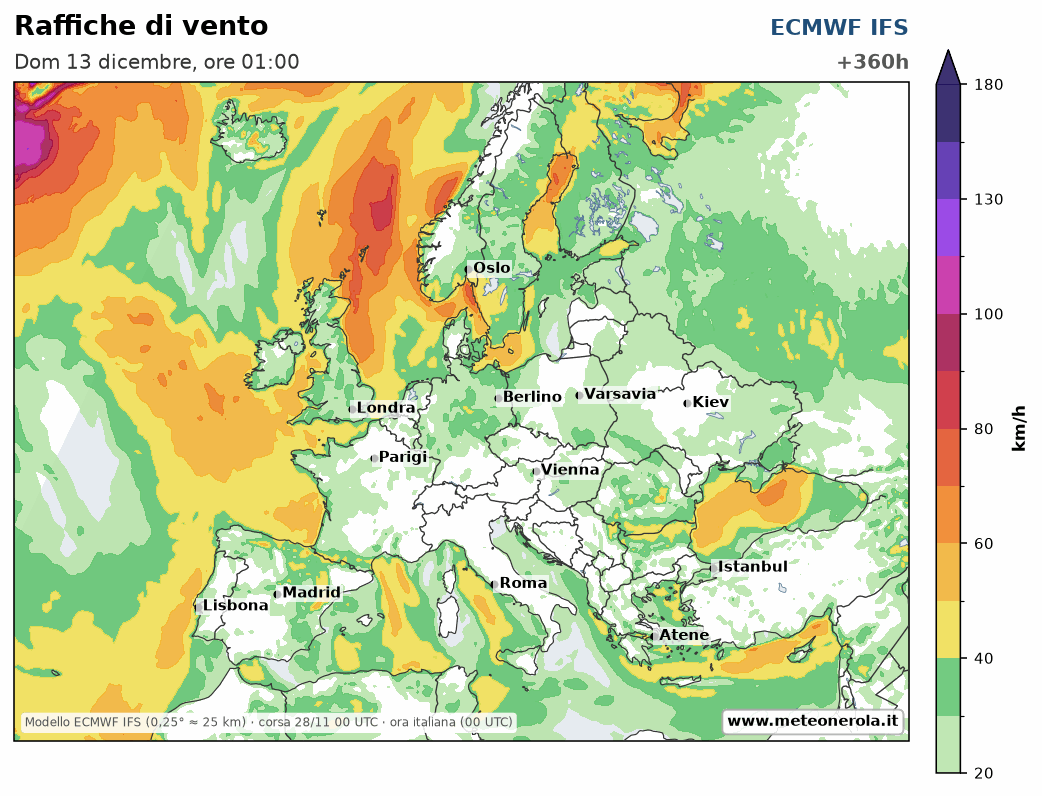 Raffiche di vento
ECMWF IFS
Dom 13 dicembre, ore 01:00
+360h
180
130
100
80
60
40
20
km/h
Oslo
Berlino
Varsavia
Kiev
Londra
Parigi
Vienna
Istanbul
Roma
Madrid
Lisbona
Atene
Modello ECMWF IFS (0,25° ≈ 25 km) · corsa 28/11 00 UTC · ora italiana (00 UTC)
www.meteonerola.it